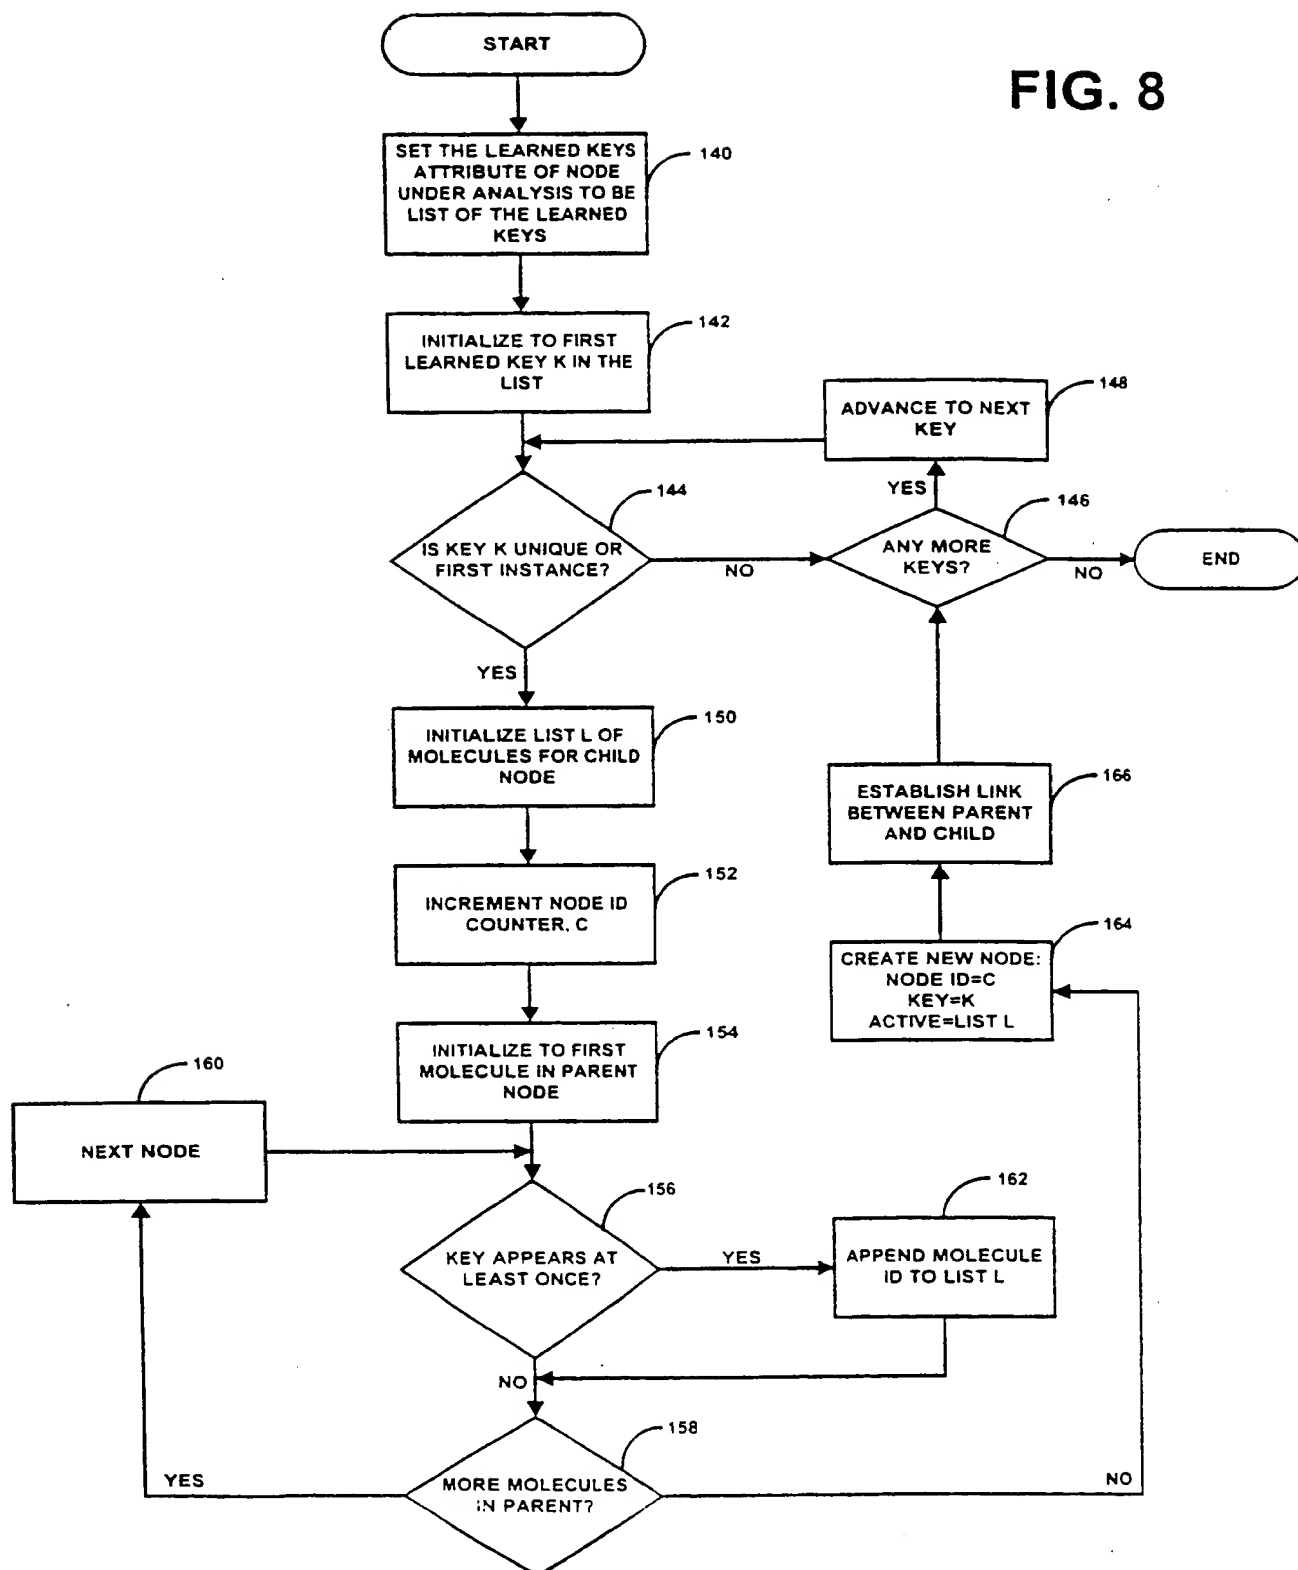 START
FIG. 8
SET THE LEARNED KEYS
ATTRIBUTE OF NODE
UNDER ANALYSIS TO BE
LIST OF THE LEARNED
KEYS
140
INITIALIZE TO FIRST
LEARNED KEY K IN THE
LIST
142
ADVANCE TO NEXT
KEY
148
YES
IS KEY K UNIQUE OR
FIRST INSTANCE?
144
NO
ANY MORE
KEYS?
146
NO
END
YES
INITIALIZE LIST L OF
MOLECULES FOR CHILD
NODE
150
ESTABLISH LINK
BETWEEN PARENT
AND CHILD
166
INCREMENT NODE ID
COUNTER, C
152
CREATE NEW NODE:
NODE ID=C
KEY=K
ACTIVE=LIST L
164
INITIALIZE TO FIRST
MOLECULE IN PARENT
NODE
154
NEXT NODE
160
KEY APPEARS AT
LEAST ONCE?
156
YES
APPEND MOLECULE
ID TO LIST L
162
NO
MORE MOLECULES
IN PARENT?
158
YES
NO